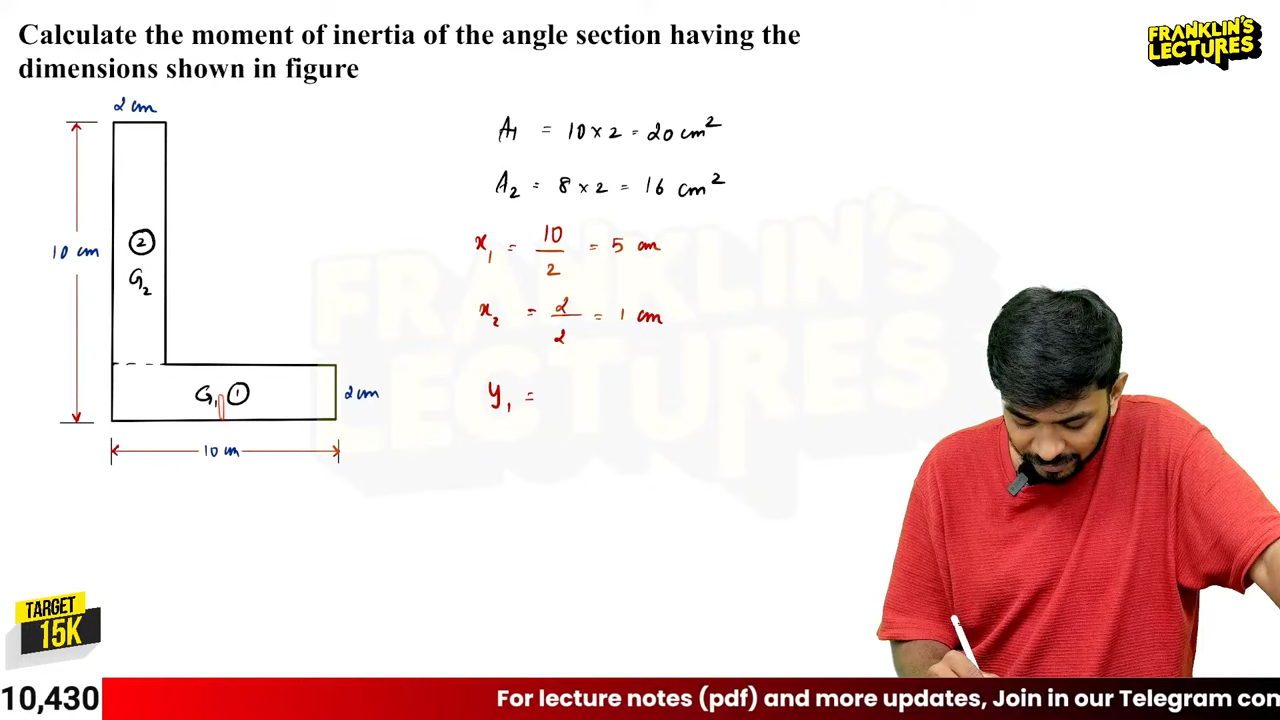 Calculate the moment of inertia of the angle section having the
dimensions shown in figure
FRANKLIN'S
LECTURES
2 cm
A1 = 10 × 2 = 20 cm²
A2 = 8 × 2 = 16 cm²
x1 = 10/2 = 5 cm
②
10 cm
G2
x2 = 2/2 = 1 cm
G1 ①
2 cm
y1 =
10 cm
FRANKLIN'S
LECTURES
TARGET
15K
10,430
For lecture notes (pdf) and more updates, Join in our Telegram con